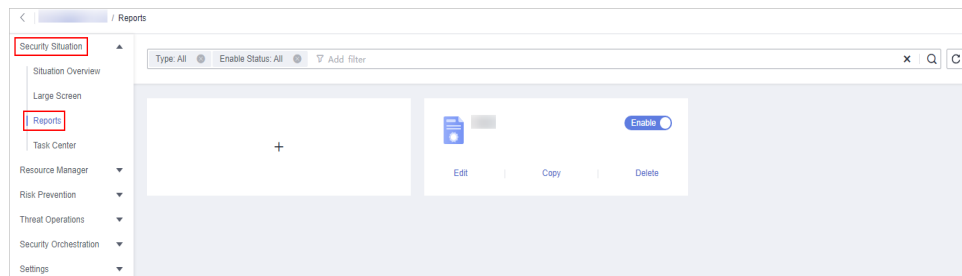 / Reports
Security Situation
Situation Overview
Large Screen
Reports
Task Center
Resource Manager
Risk Prevention
Threat Operations
Security Orchestration
Settings
Type: All Enable Status: All Add filter
+
Enable
Edit Copy Delete